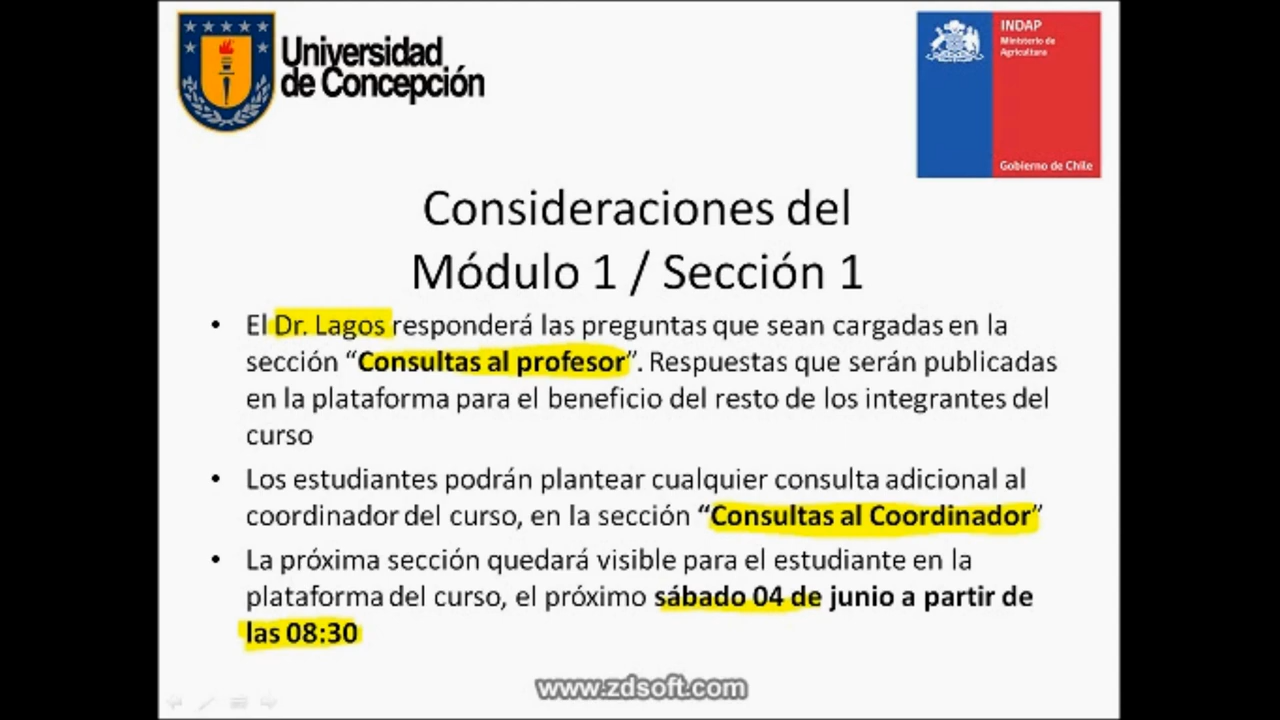 Universidad
de Concepción
INDAP
Ministerio de
Agricultura
Gobierno de Chile
Consideraciones del
Módulo 1 / Sección 1
• El Dr. Lagos responderá las preguntas que sean cargadas en la
sección “Consultas al profesor”. Respuestas que serán publicadas
en la plataforma para el beneficio del resto de los integrantes del
curso
• Los estudiantes podrán plantear cualquier consulta adicional al
coordinador del curso, en la sección “Consultas al Coordinador”
• La próxima sección quedará visible para el estudiante en la
plataforma del curso, el próximo sábado 04 de junio a partir de
las 08:30
www.zdsoft.com